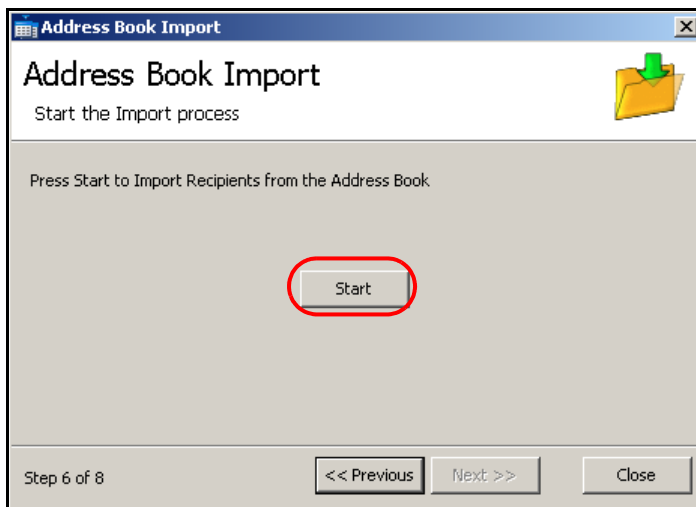 Address Book Import
Address Book Import
Start the Import process
Press Start to Import Recipients from the Address Book
Start
Step 6 of 8
<< Previous
Next >>
Close